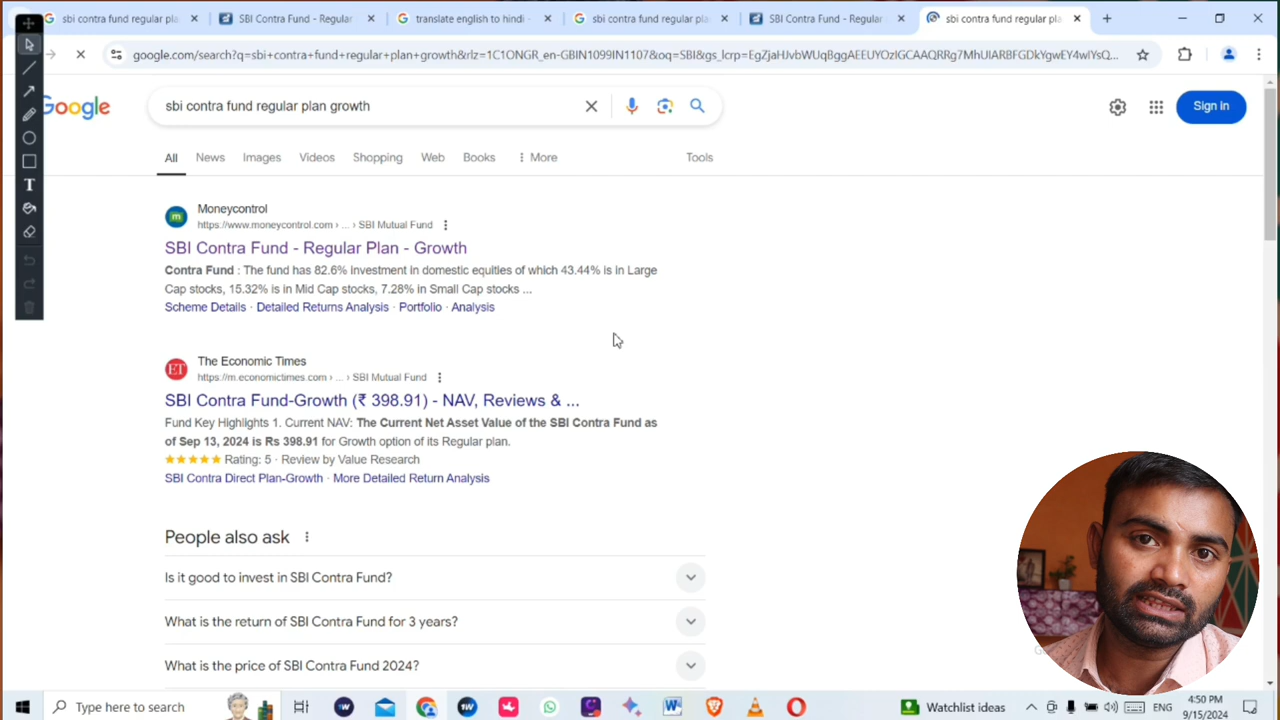 sbi contra fund regular pla
SBI Contra Fund - Regular
translate english to hindi -
sbi contra fund regular pla
SBI Contra Fund - Regular
sbi contra fund regular pla
google.com/search?q=sbi+contra+fund+regular+plan+growth&rlz=1C1ONGR_en-GBIN1099IN1107&oq=SBI&gs_lcrp=
Google
sbi contra fund regular plan growth
Sign in
All
News
Images
Videos
Shopping
Web
Books
More
Tools
T
m
Moneycontrol
https://www.moneycontrol.com › ... › SBI Mutual Fund
SBI Contra Fund - Regular Plan - Growth
Contra Fund : The fund has 82.6% investment in domestic equities of which 43.44% is in Large
Cap stocks, 15.32% is in Mid Cap stocks, 7.28% in Small Cap stocks ...
Scheme Details · Detailed Returns Analysis · Portfolio · Analysis
ET
The Economic Times
https://m.economictimes.com › ... › SBI Mutual Fund
SBI Contra Fund-Growth (₹ 398.91) - NAV, Reviews & ...
Fund Key Highlights 1. Current NAV: The Current Net Asset Value of the SBI Contra Fund as
of Sep 13, 2024 is Rs 398.91 for Growth option of its Regular plan.
Rating: 5 · Review by Value Research
SBI Contra Direct Plan-Growth · More Detailed Return Analysis
People also ask
Is it good to invest in SBI Contra Fund?
What is the return of SBI Contra Fund for 3 years?
What is the price of SBI Contra Fund 2024?
Type here to search
Watchlist ideas
ENG
4:50 PM
9/15/2024